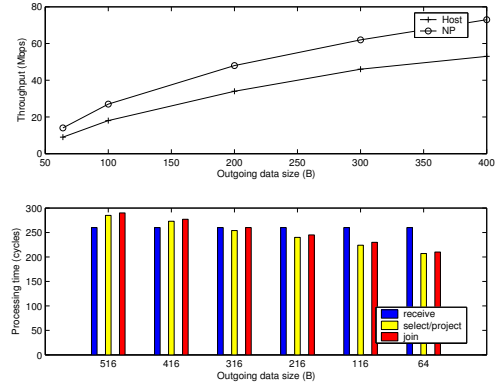 80
60
40
20
0
Throughput (Mbps)
Host
NP
50 100 150 200 250 300 350 400
Outgoing data size (B)
300
250
200
150
100
50
0
Processing time (cycles)
receive
select/project
join
516 416 316 216 116 64
Outgoing data size (B)